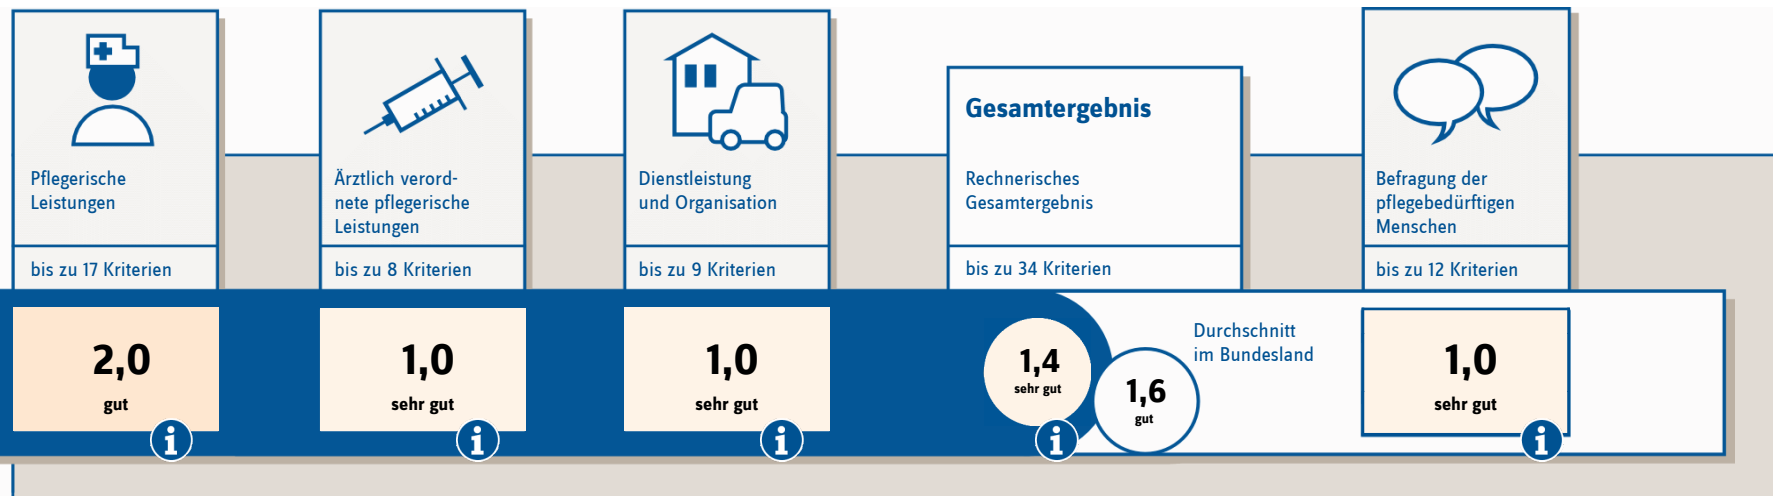 Pflegerische
Leistungen
bis zu 17 Kriterien
2,0
gut
i
Ärztlich verord-
nete pflegerische
Leistungen
bis zu 8 Kriterien
1,0
sehr gut
i
Dienstleistung
und Organisation
bis zu 9 Kriterien
1,0
sehr gut
i
Gesamtergebnis
Rechnerisches
Gesamtergebnis
bis zu 34 Kriterien
1,4
sehr gut
i
1,6
gut
Durchschnitt
im Bundesland
Befragung der
pflegebedürftigen
Menschen
bis zu 12 Kriterien
1,0
sehr gut
i